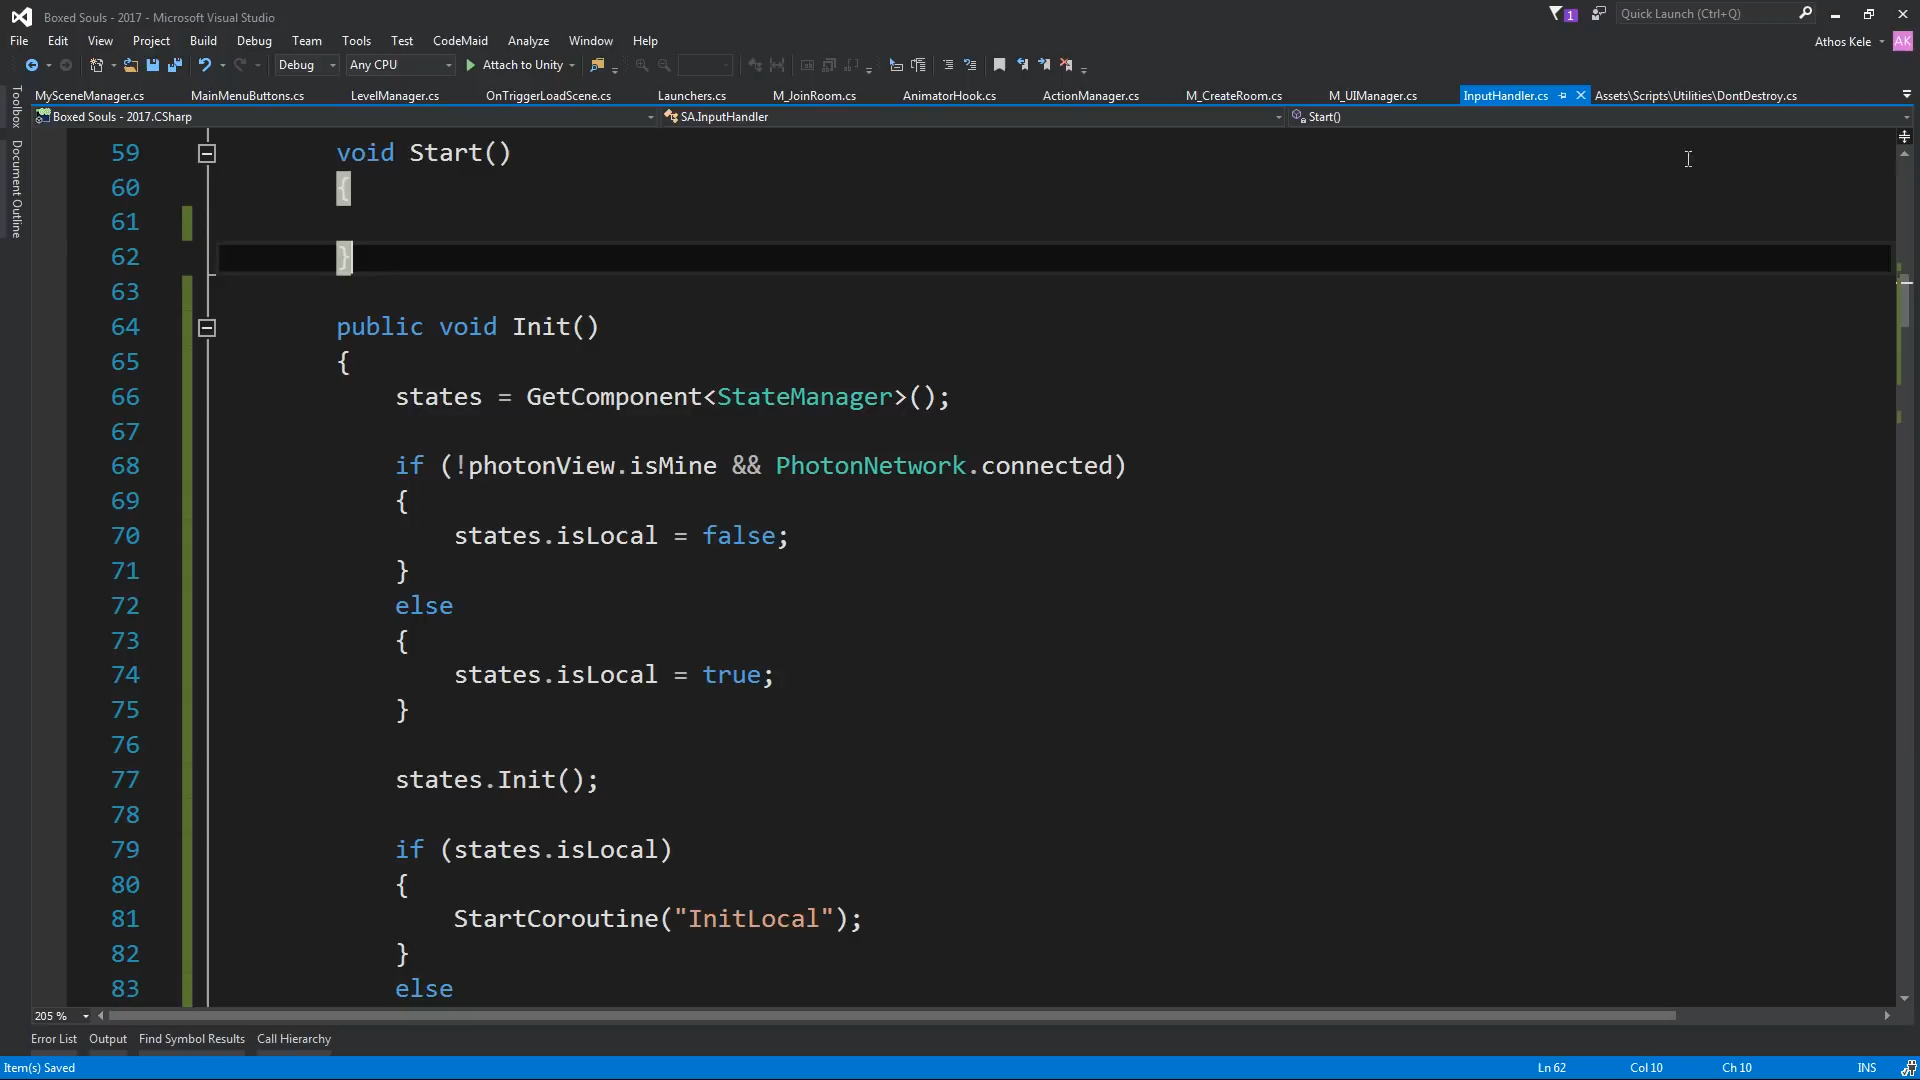 Boxed Souls - 2017 - Microsoft Visual Studio
1
Quick Launch (Ctrl+Q)
File Edit View Project Build Debug Team Tools Test CodeMaid Analyze Window Help
Athos Kele AK
Debug Any CPU Attach to Unity
MySceneManager.cs MainMenuButtons.cs LevelManager.cs OnTriggerLoadScene.cs Launchers.cs M_JoinRoom.cs AnimatorHook.cs ActionManager.cs M_CreateRoom.cs M_UIManager.cs InputHandler.cs Assets\Scripts\Utilities\DontDestroy.cs
Boxed Souls - 2017.CSharp SA.InputHandler Start()
Toolbox
Document Outline
59 void Start()
60 {
61
62 }
63
64 public void Init()
65 {
66 states = GetComponent<StateManager>();
67
68 if (!photonView.isMine && PhotonNetwork.connected)
69 {
70 states.isLocal = false;
71 }
72 else
73 {
74 states.isLocal = true;
75 }
76
77 states.Init();
78
79 if (states.isLocal)
80 {
81 StartCoroutine("InitLocal");
82 }
83 else
205 %
Error List Output Find Symbol Results Call Hierarchy
Item(s) Saved Ln 62 Col 10 Ch 10 INS